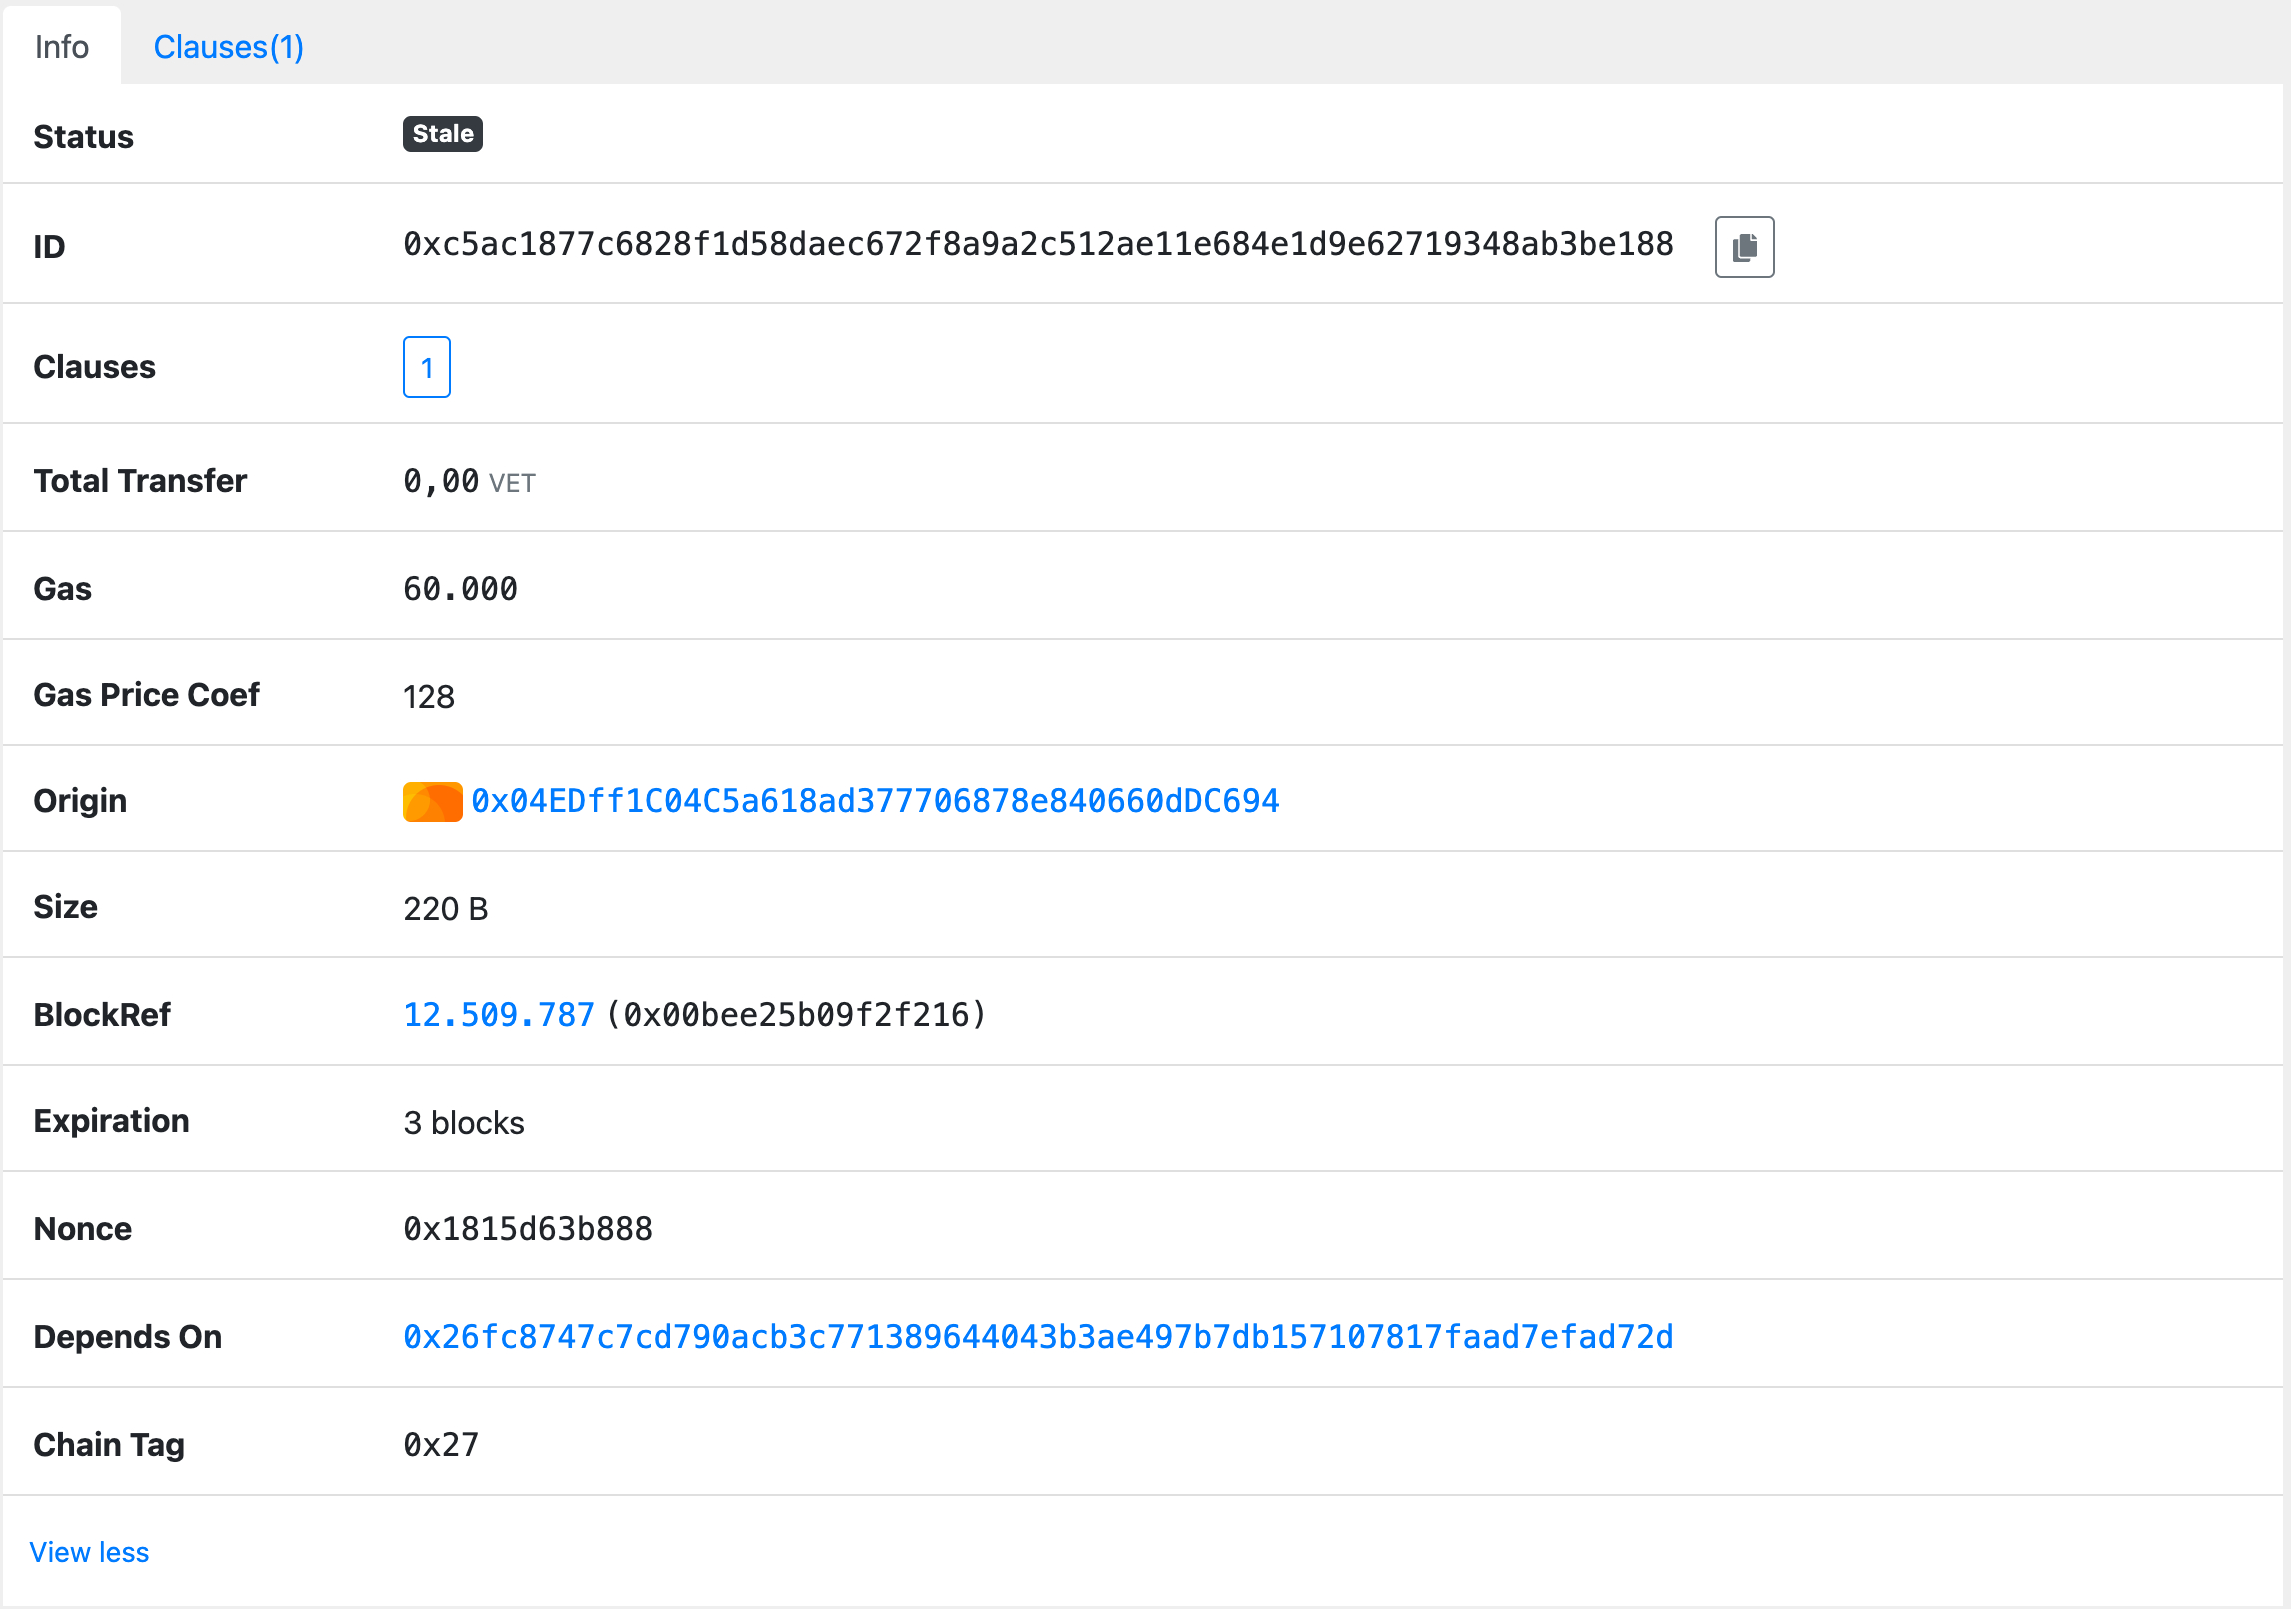 Info Clauses(1)
Status Stale
ID 0xc5ac1877c6828f1d58daec672f8a9a2c512ae11e684e1d9e62719348ab3be188
Clauses 1
Total Transfer 0,00 VET
Gas 60.000
Gas Price Coef 128
Origin 0x04EDff1C04C5a618ad377706878e840660dDC694
Size 220 B
BlockRef 12.509.787 (0x00bee25b09f2f216)
Expiration 3 blocks
Nonce 0x1815d63b888
Depends On 0x26fc8747c7cd790acb3c771389644043b3ae497b7db157107817faad7efad72d
Chain Tag 0x27
View less